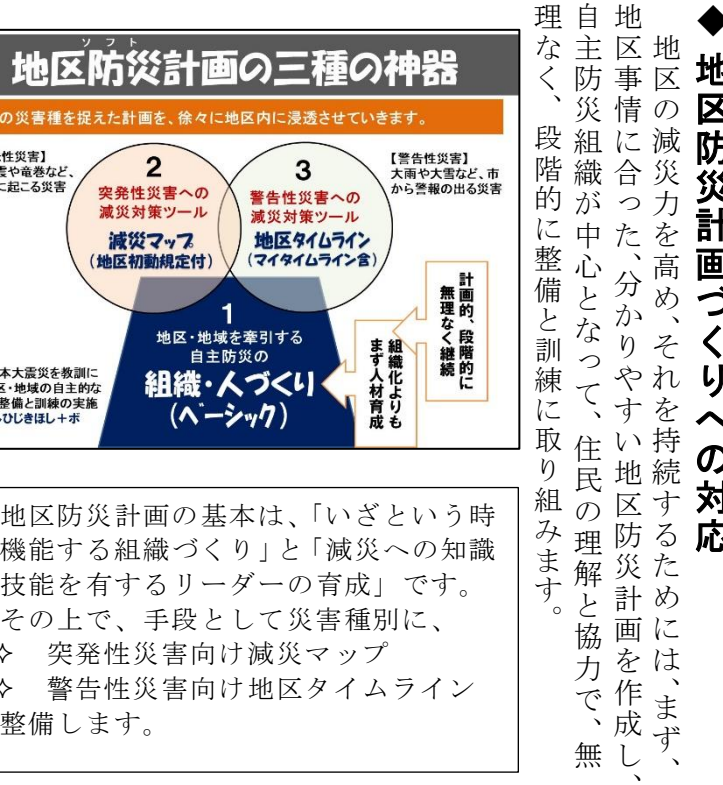 ◆ 地区防災計画づくりへの対応
地区の減災力を高め、それを持続するためには、まず、
地区事情に合った、分かりやすい地区防災計画を作成し、
自主防災組織が中心となって、住民の理解と協力で、無
理なく、段階的に整備と訓練に取り組みます。
ソフト
地区防災計画の三種の神器
の災害種を捉えた計画を、徐々に地区内に浸透させていきます。
性災害】
や竜巻など、
に起こる災害
2
突発性災害への
減災対策ツール
減災マップ
(地区初動規定付)
3
警告性災害への
減災対策ツール
地区タイムライン
(マイタイムライン含)
【警告性災害】
大雨や大雪など、市
から警報の出る災害
1
地区・地域を牽引する
自主防災の
組織・人づくり
(ベーシック)
本大震災を教訓に
区・地域の自主的な
整備と訓練の実施
ひじきほし+ボ
計画的、段階的に
無理なく継続
組織化よりも
まず人材育成
地区防災計画の基本は、「いざという時
機能する組織づくり」と「減災への知識
技能を有するリーダーの育成」です。
その上で、手段として災害種別に、
✧ 突発性災害向け減災マップ
✧ 警告性災害向け地区タイムライン
整備します。